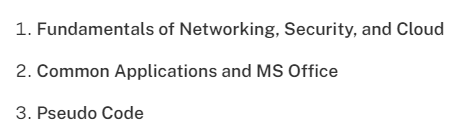 1. Fundamentals of Networking, Security, and Cloud
2. Common Applications and MS Office
3. Pseudo Code